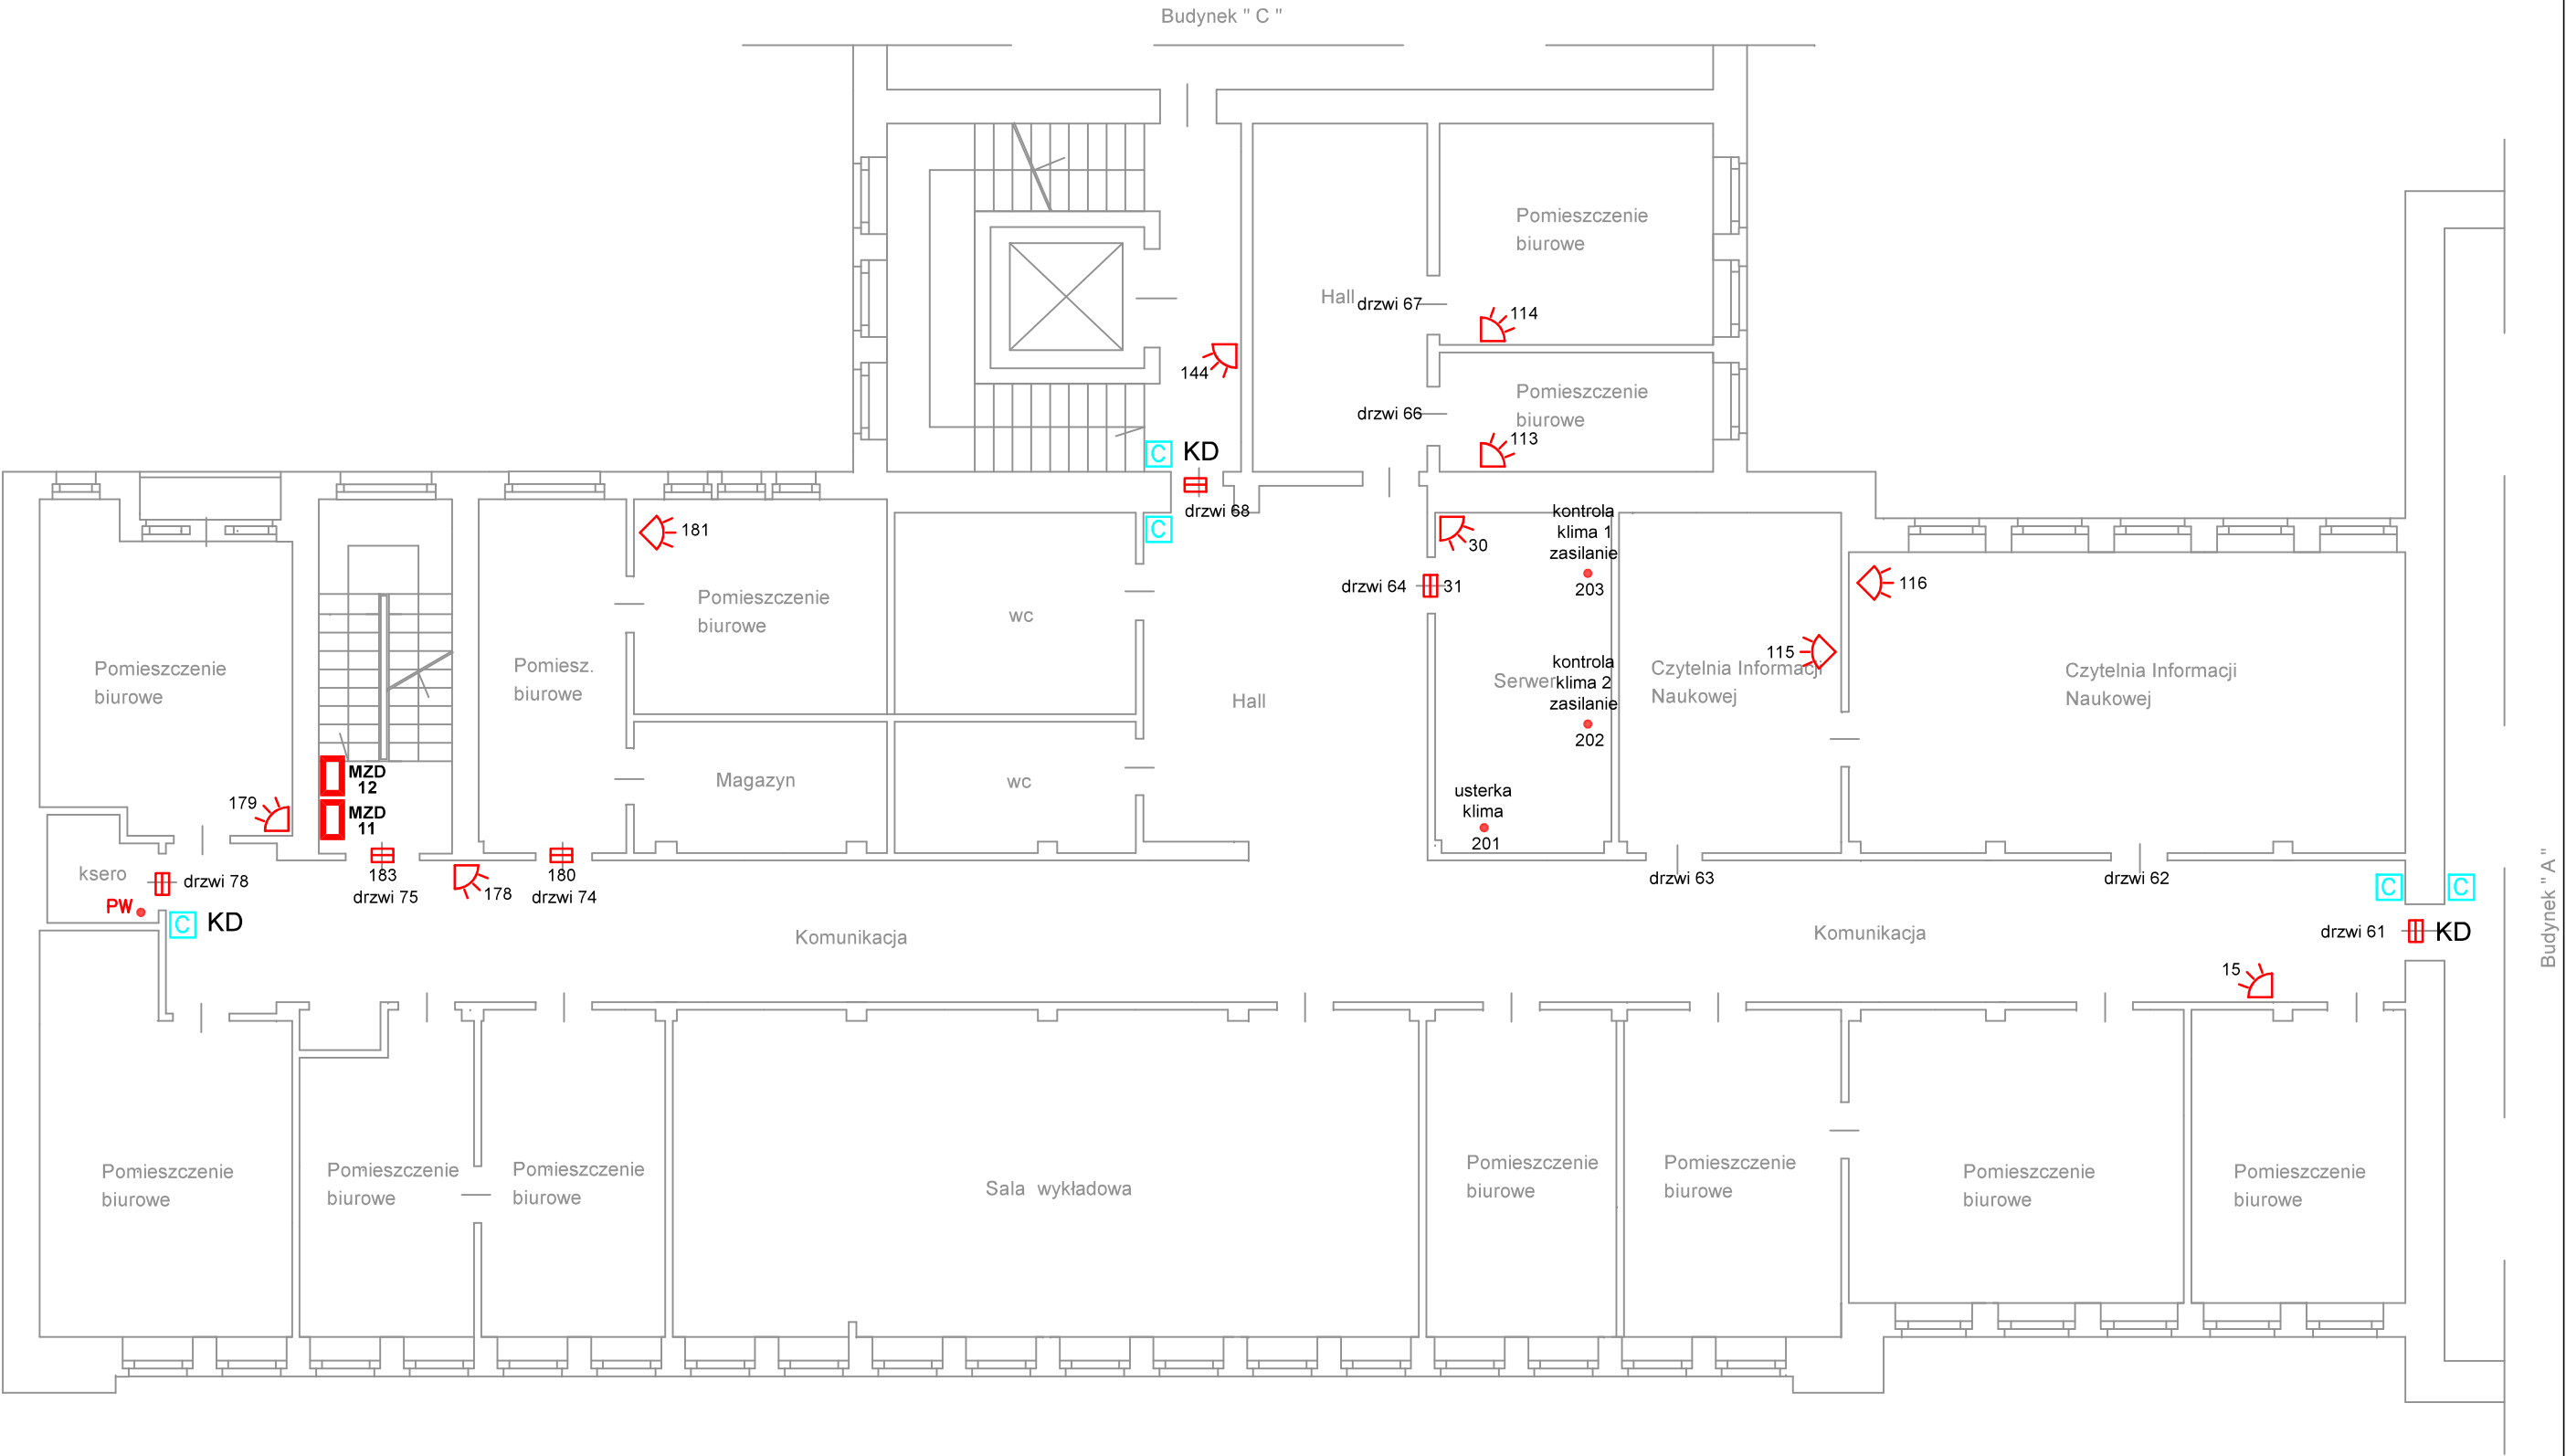 Budynek " C "
Pomieszczenie
biurowe
Hall
drzwi 67
114
144
Pomieszczenie
biurowe
drzwi 66
113
C
KD
drzwi 68
C
181
30
kontrola
klima 1
zasilanie
203
drzwi 64
31
116
115
Pomieszczenie
biurowe
wc
Pomieszczenie
biurowe
Pomiesz.
biurowe
Hall
Serwer
kontrola
klima 2
zasilanie
202
Czytelnia Informacji
Naukowej
Czytelnia Informacji
Naukowej
MZD
12
MZD
11
179
Magazyn
wc
usterka
klima
201
ksero
drzwi 78
183
drzwi 75
178
180
drzwi 74
drzwi 63
drzwi 62
C
C
PW
C
KD
Komunikacja
Komunikacja
drzwi 61
KD
15
Budynek " A "
Pomieszczenie
biurowe
Pomieszczenie
biurowe
Pomieszczenie
biurowe
Sala wykładowa
Pomieszczenie
biurowe
Pomieszczenie
biurowe
Pomieszczenie
biurowe
Pomieszczenie
biurowe